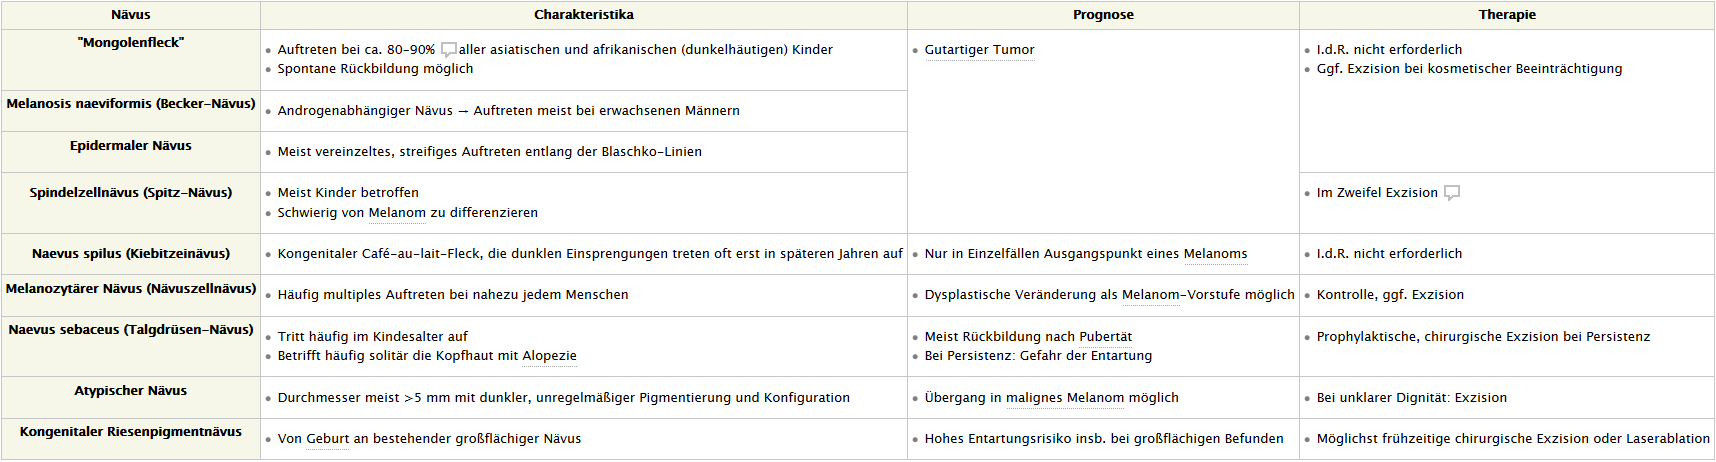 Nävus Charakteristika Prognose Therapie
"Mongolenfleck"
Auftreten bei ca. 80-90% aller asiatischen und afrikanischen (dunkelhäutigen) Kinder
Spontane Rückbildung möglich
Gutartiger Tumor
I.d.R. nicht erforderlich
Ggf. Exzision bei kosmetischer Beeinträchtigung
Melanosis naeviformis (Becker-Nävus)
Androgenabhängiger Nävus → Auftreten meist bei erwachsenen Männern
Epidermaler Nävus
Meist vereinzeltes, streifiges Auftreten entlang der Blaschko-Linien
Spindelzellnävus (Spitz-Nävus)
Meist Kinder betroffen
Schwierig von Melanom zu differenzieren
Im Zweifel Exzision
Naevus spilus (Kiebitzeinävus)
Kongenitaler Café-au-lait-Fleck, die dunklen Einsprengungen treten oft erst in späteren Jahren auf
Nur in Einzelfällen Ausgangspunkt eines Melanoms
I.d.R. nicht erforderlich
Melanozytärer Nävus (Nävuszellnävus)
Häufig multiples Auftreten bei nahezu jedem Menschen
Dysplastische Veränderung als Melanom-Vorstufe möglich
Kontrolle, ggf. Exzision
Naevus sebaceus (Talgdrüsen-Nävus)
Tritt häufig im Kindesalter auf
Betrifft häufig solitär die Kopfhaut mit Alopezie
Meist Rückbildung nach Pubertät
Bei Persistenz: Gefahr der Entartung
Prophylaktische, chirurgische Exzision bei Persistenz
Atypischer Nävus
Durchmesser meist >5 mm mit dunkler, unregelmäßiger Pigmentierung und Konfiguration
Übergang in malignes Melanom möglich
Bei unklarer Dignität: Exzision
Kongenitaler Riesenpigmentnävus
Von Geburt an bestehender großflächiger Nävus
Hohes Entartungsrisiko insb. bei großflächigen Befunden
Möglichst frühzeitige chirurgische Exzision oder Laserablation